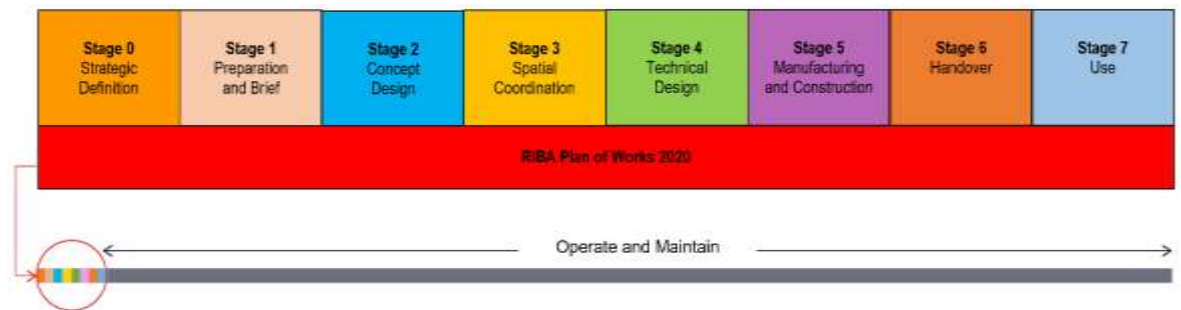 Stage 0
Strategic
Definition
Stage 1
Preparation
and Brief
Stage 2
Concept
Design
Stage 3
Spatial
Coordination
Stage 4
Technical
Design
Stage 5
Manufacturing
and Construction
Stage 6
Handover
Stage 7
Use
RIBA Plan of Works 2020
Operate and Maintain